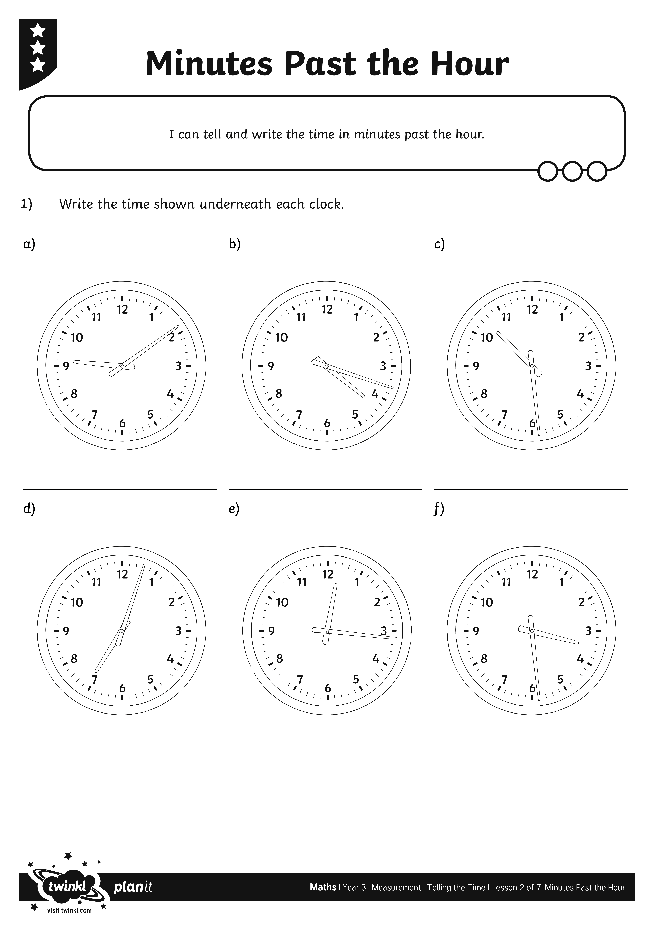 Minutes Past the Hour
I can tell and write the time in minutes past the hour.
1) Write the time shown underneath each clock.
a) b) c)
12 1 2 3 4 5 6 7 8 9 10 11
12 1 2 3 4 5 6 7 8 9 10 11
12 1 2 3 4 5 6 7 8 9 10 11
d) e) f)
12 1 2 3 4 5 6 7 8 9 10 11
12 1 2 3 4 5 6 7 8 9 10 11
12 1 2 3 4 5 6 7 8 9 10 11
twinkl planit
visit twinkl.com
Maths | Year 3 | Measurement | Telling the Time | Lesson 2 of 7: Minutes Past the Hour